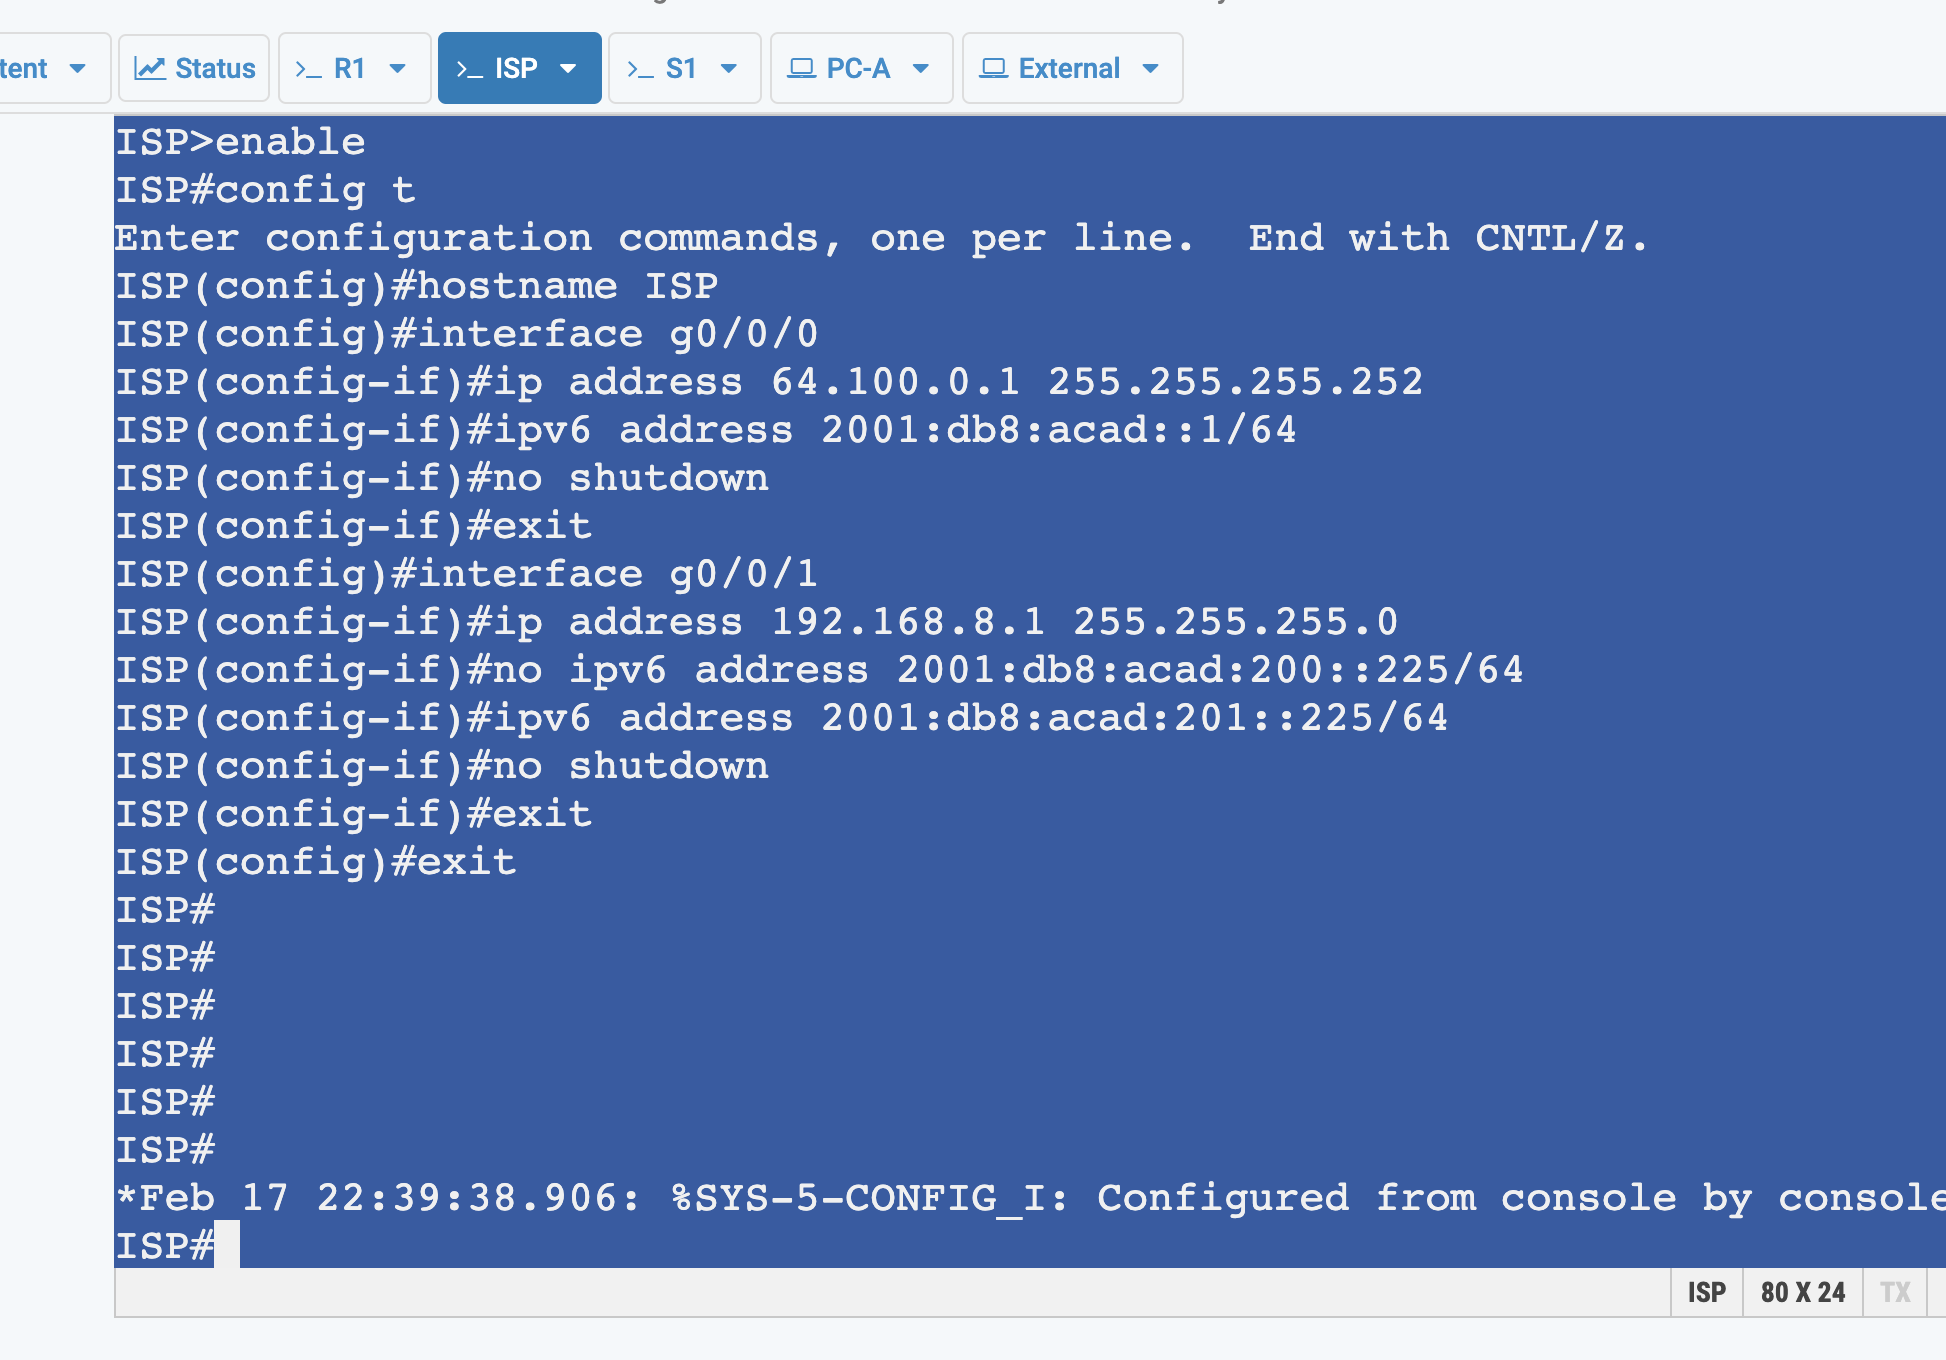 tent
Status
>_ R1
>_ ISP
>_ S1
PC-A
External
ISP>enable
ISP#config t
Enter configuration commands, one per line.  End with CNTL/Z.
ISP(config)#hostname ISP
ISP(config)#interface g0/0/0
ISP(config-if)#ip address 64.100.0.1 255.255.255.252
ISP(config-if)#ipv6 address 2001:db8:acad::1/64
ISP(config-if)#no shutdown
ISP(config-if)#exit
ISP(config)#interface g0/0/1
ISP(config-if)#ip address 192.168.8.1 255.255.255.0
ISP(config-if)#no ipv6 address 2001:db8:acad:200::225/64
ISP(config-if)#ipv6 address 2001:db8:acad:201::225/64
ISP(config-if)#no shutdown
ISP(config-if)#exit
ISP(config)#exit
ISP#
ISP#
ISP#
ISP#
ISP#
ISP#
*Feb 17 22:39:38.906: %SYS-5-CONFIG_I: Configured from console by console
ISP#
ISP
80 X 24
TX